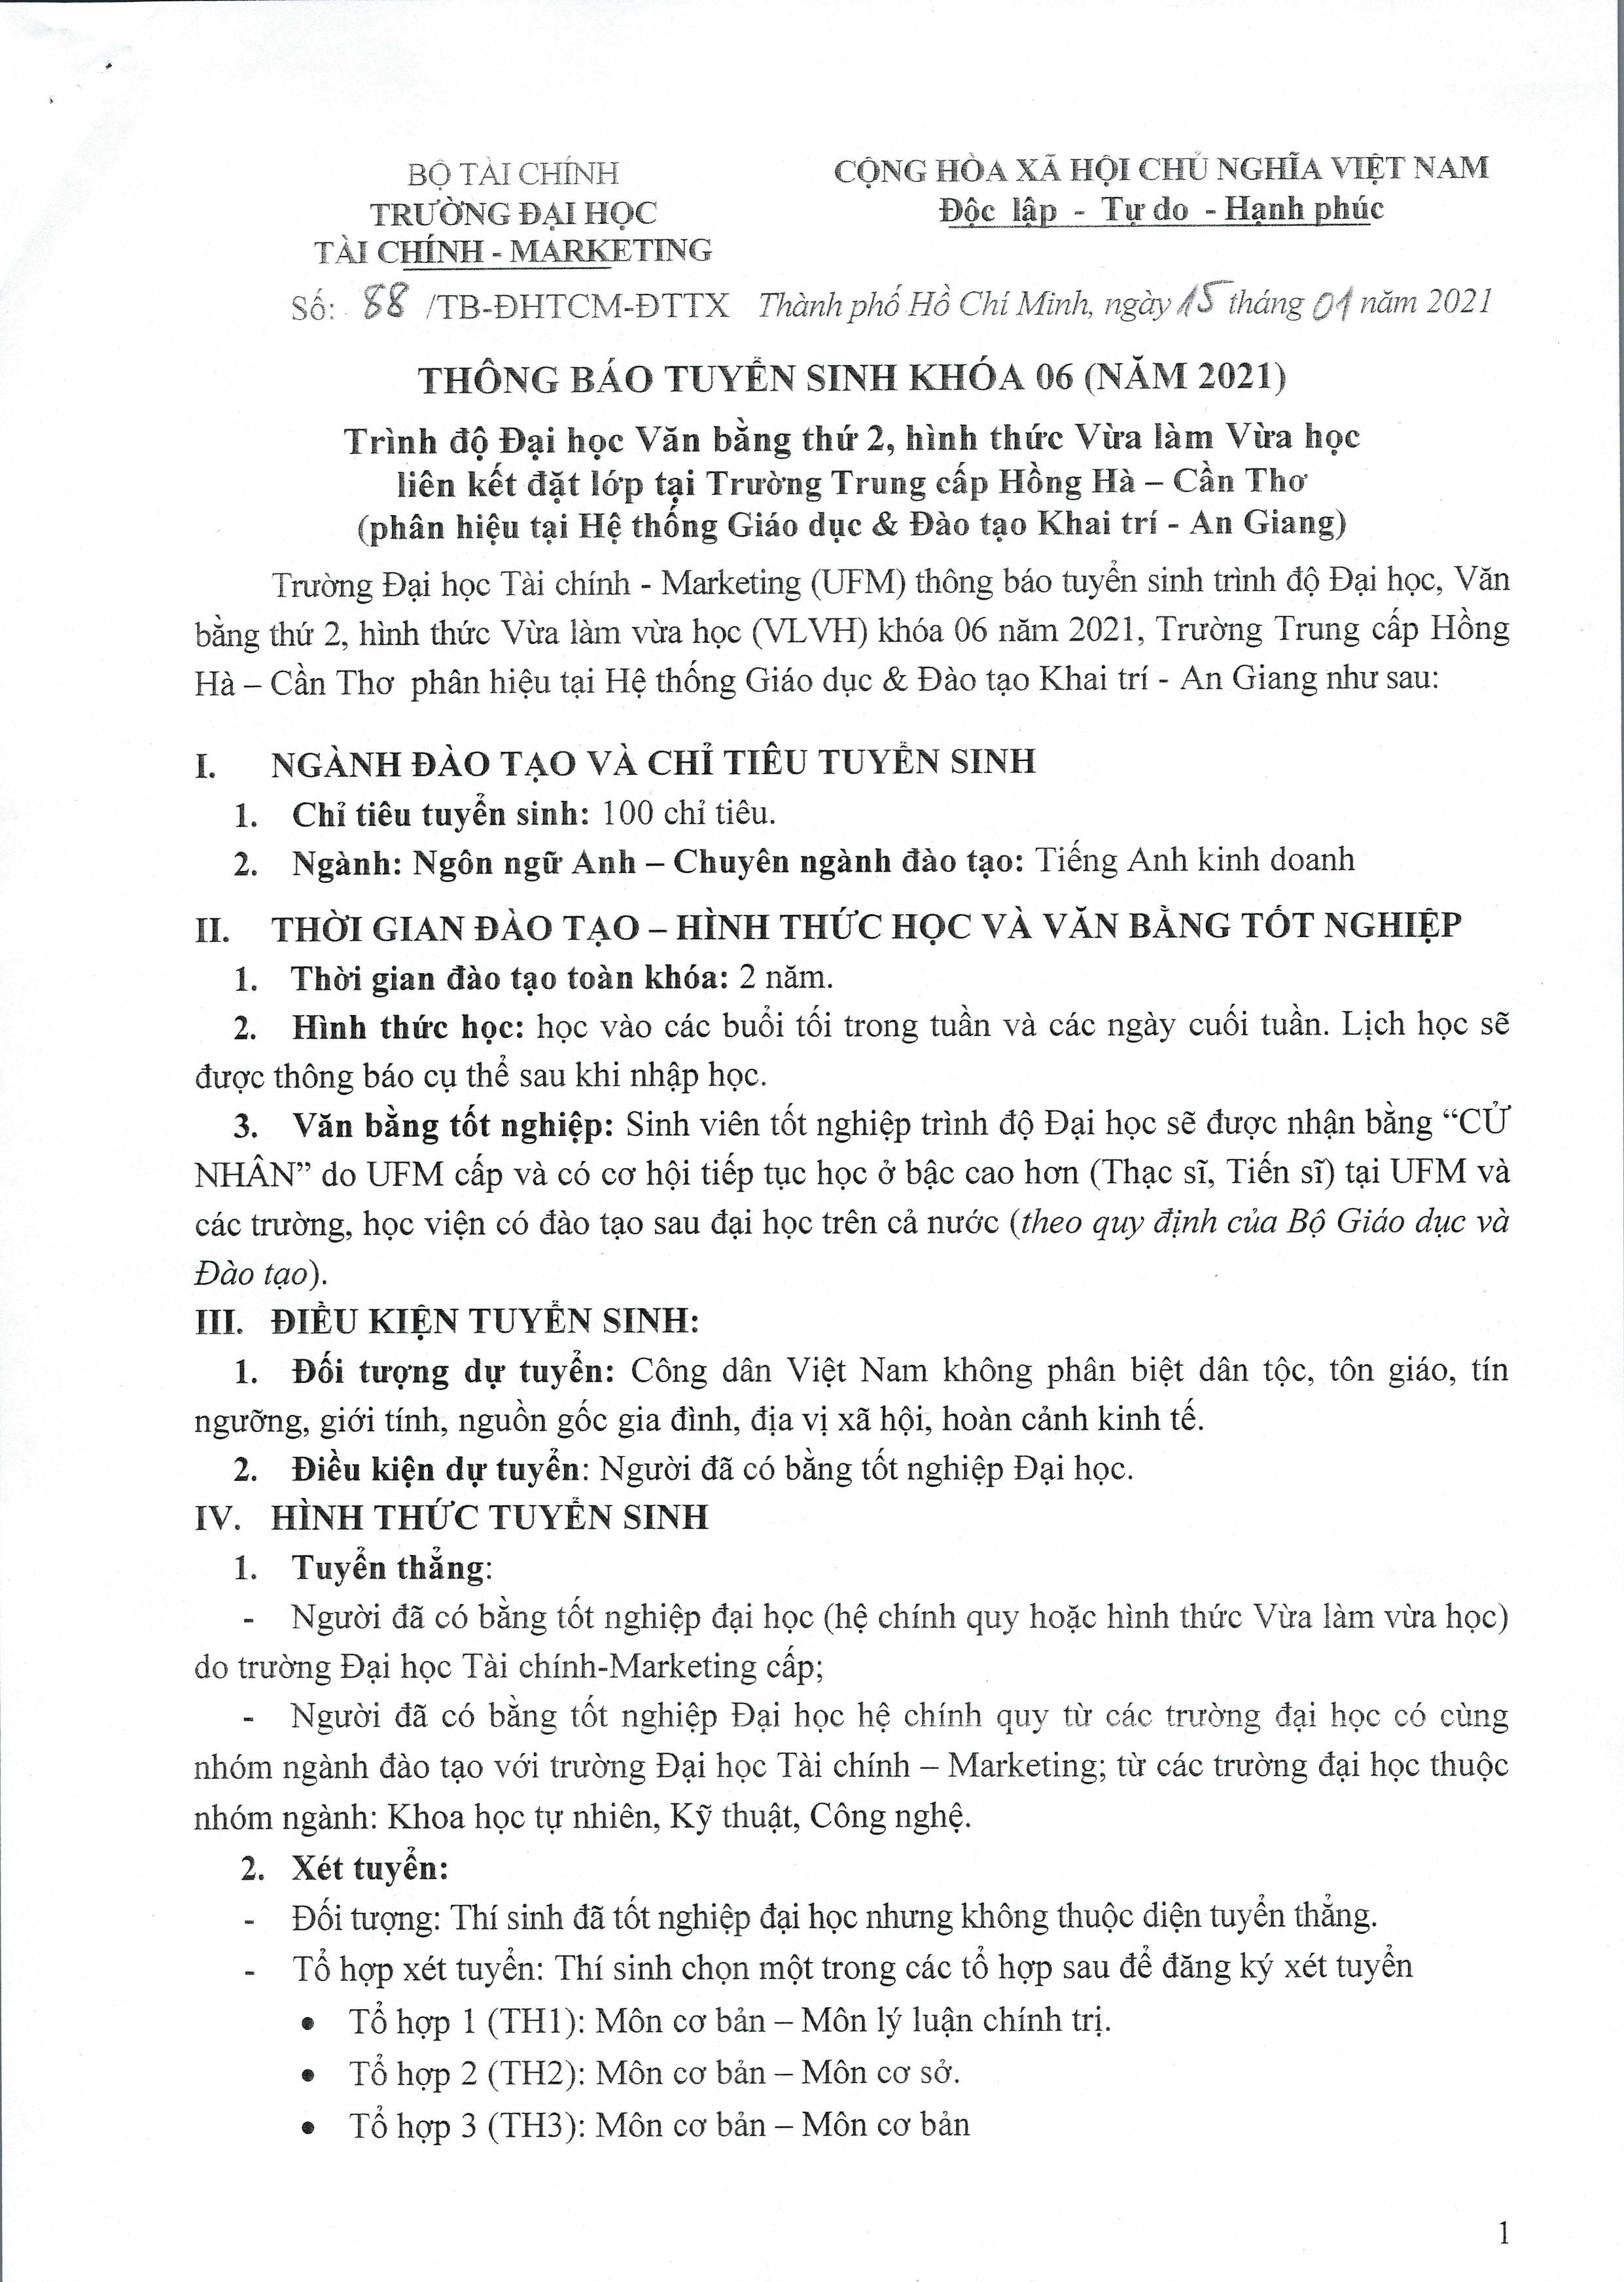 BỘ TÀI CHÍNH
TRƯỜNG ĐẠI HỌC
TÀI CHÍNH - MARKETING
CỘNG HÒA XÃ HỘI CHỦ NGHĨA VIỆT NAM
Độc lập - Tự do - Hạnh phúc
Số: 88 /TB-ĐHTCM-ĐTTX Thành phố Hồ Chí Minh, ngày 15 tháng 01 năm 2021
THÔNG BÁO TUYỂN SINH KHÓA 06 (NĂM 2021)
Trình độ Đại học Văn bằng thứ 2, hình thức Vừa làm Vừa học
liên kết đặt lớp tại Trường Trung cấp Hồng Hà – Cần Thơ
(phân hiệu tại Hệ thống Giáo dục & Đào tạo Khai trí - An Giang)
Trường Đại học Tài chính - Marketing (UFM) thông báo tuyển sinh trình độ Đại học, Văn
bằng thứ 2, hình thức Vừa làm vừa học (VLVH) khóa 06 năm 2021, Trường Trung cấp Hồng
Hà – Cần Thơ phân hiệu tại Hệ thống Giáo dục & Đào tạo Khai trí - An Giang như sau:
I. NGÀNH ĐÀO TẠO VÀ CHỈ TIÊU TUYỂN SINH
1. Chỉ tiêu tuyển sinh: 100 chỉ tiêu.
2. Ngành: Ngôn ngữ Anh – Chuyên ngành đào tạo: Tiếng Anh kinh doanh
II. THỜI GIAN ĐÀO TẠO – HÌNH THỨC HỌC VÀ VĂN BẰNG TỐT NGHIỆP
1. Thời gian đào tạo toàn khóa: 2 năm.
2. Hình thức học: học vào các buổi tối trong tuần và các ngày cuối tuần. Lịch học sẽ
được thông báo cụ thể sau khi nhập học.
3. Văn bằng tốt nghiệp: Sinh viên tốt nghiệp trình độ Đại học sẽ được nhận bằng “CỬ
NHÂN” do UFM cấp và có cơ hội tiếp tục học ở bậc cao hơn (Thạc sĩ, Tiến sĩ) tại UFM và
các trường, học viện có đào tạo sau đại học trên cả nước (theo quy định của Bộ Giáo dục và
Đào tạo).
III. ĐIỀU KIỆN TUYỂN SINH:
1. Đối tượng dự tuyển: Công dân Việt Nam không phân biệt dân tộc, tôn giáo, tín
ngưỡng, giới tính, nguồn gốc gia đình, địa vị xã hội, hoàn cảnh kinh tế.
2. Điều kiện dự tuyển: Người đã có bằng tốt nghiệp Đại học.
IV. HÌNH THỨC TUYỂN SINH
1. Tuyển thẳng:
- Người đã có bằng tốt nghiệp đại học (hệ chính quy hoặc hình thức Vừa làm vừa học)
do trường Đại học Tài chính-Marketing cấp;
- Người đã có bằng tốt nghiệp Đại học hệ chính quy từ các trường đại học có cùng
nhóm ngành đào tạo với trường Đại học Tài chính – Marketing; từ các trường đại học thuộc
nhóm ngành: Khoa học tự nhiên, Kỹ thuật, Công nghệ.
2. Xét tuyển:
- Đối tượng: Thí sinh đã tốt nghiệp đại học nhưng không thuộc diện tuyển thẳng.
- Tổ hợp xét tuyển: Thí sinh chọn một trong các tổ hợp sau để đăng ký xét tuyển
• Tổ hợp 1 (TH1): Môn cơ bản – Môn lý luận chính trị.
• Tổ hợp 2 (TH2): Môn cơ bản – Môn cơ sở.
• Tổ hợp 3 (TH3): Môn cơ bản – Môn cơ bản
1